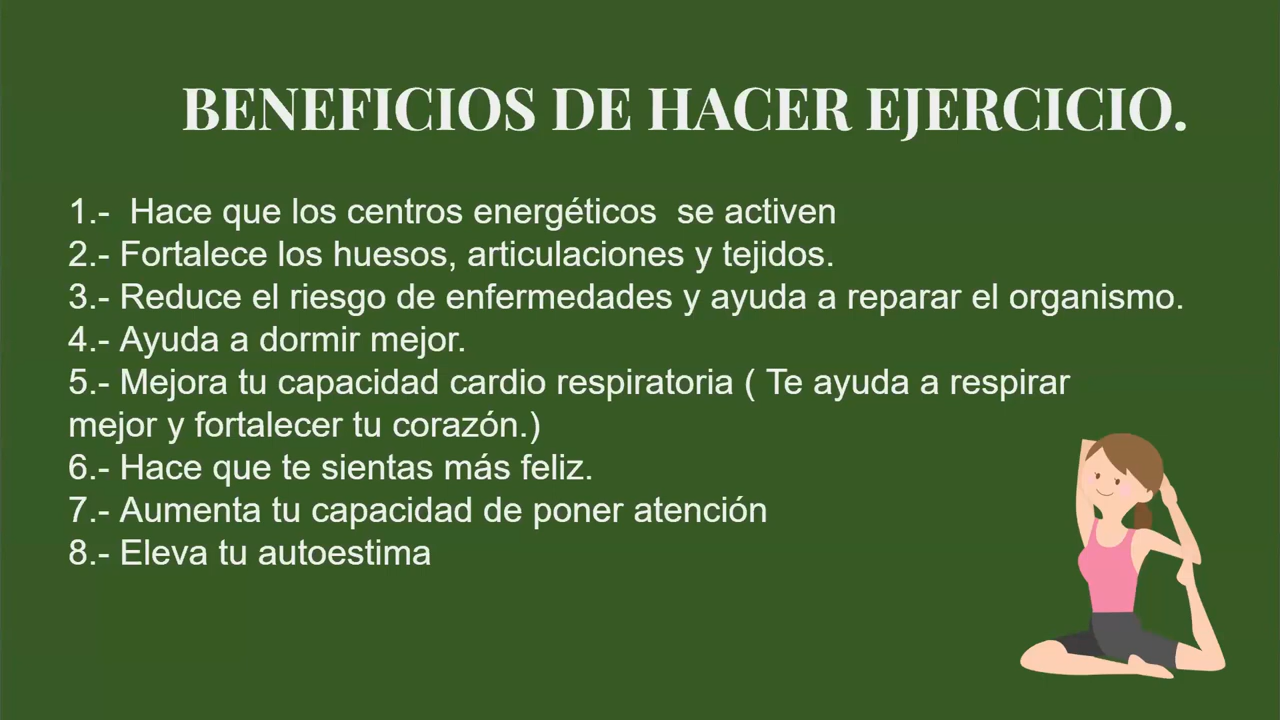 BENEFICIOS DE HACER EJERCICIO.
1.-  Hace que los centros energéticos  se activen
2.- Fortalece los huesos, articulaciones y tejidos.
3.- Reduce el riesgo de enfermedades y ayuda a reparar el organismo.
4.- Ayuda a dormir mejor.
5.- Mejora tu capacidad cardio respiratoria ( Te ayuda a respirar
mejor y fortalecer tu corazón.)
6.- Hace que te sientas más feliz.
7.- Aumenta tu capacidad de poner atención
8.- Eleva tu autoestima